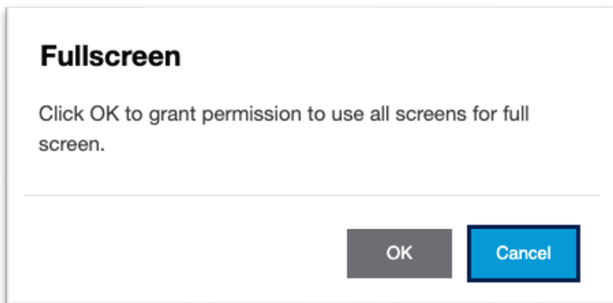 Fullscreen
Click OK to grant permission to use all screens for full
screen.
OK
Cancel